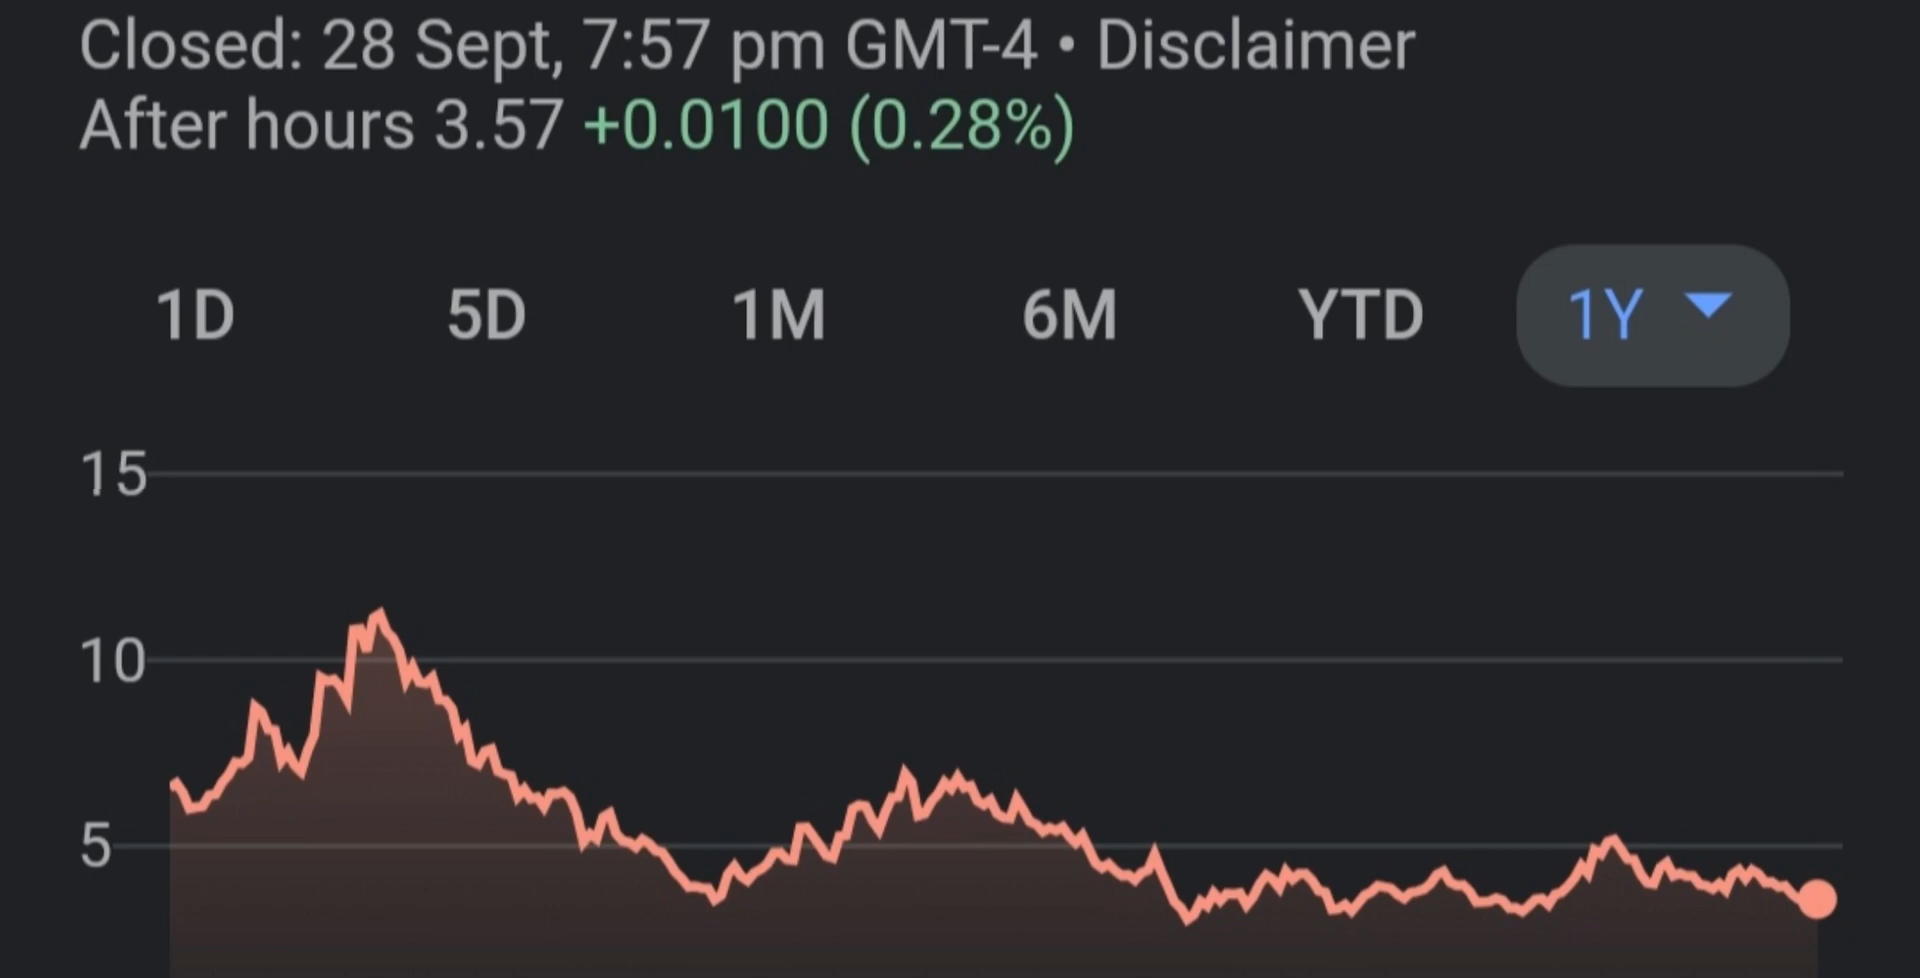 Closed: 28 Sept, 7:57 pm GMT-4 • Disclaimer
After hours 3.57 +0.0100 (0.28%)
1D 5D 1M 6M YTD 1Y
15
10
5